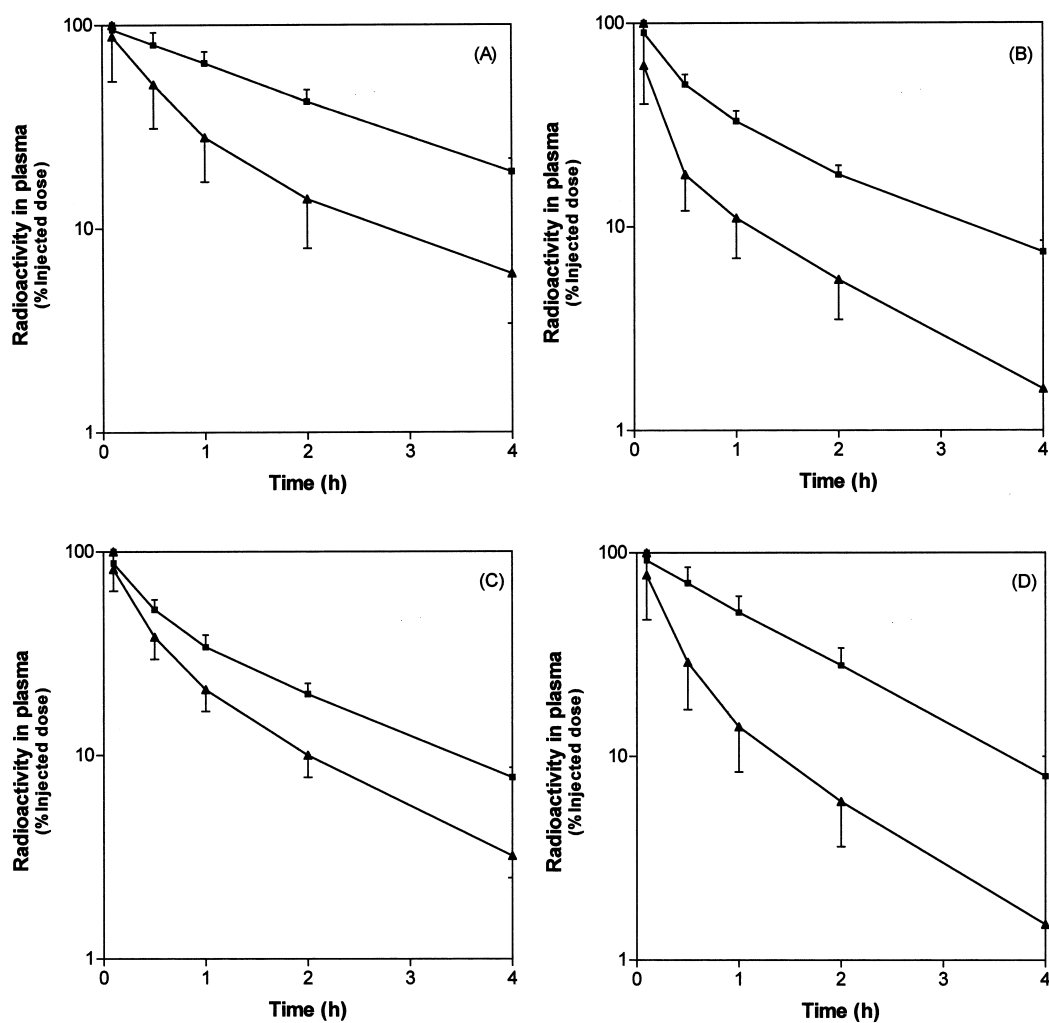 100
10
1
0
1
2
3
4
(A)
Radioactivity in plasma
(% Injected dose)
Time (h)
100
10
1
0
1
2
3
4
(B)
Radioactivity in plasma
(% Injected dose)
Time (h)
100
10
1
0
1
2
3
4
(C)
Radioactivity in plasma
(% Injected dose)
Time (h)
100
10
1
0
1
2
3
4
(D)
Radioactivity in plasma
(% Injected dose)
Time (h)